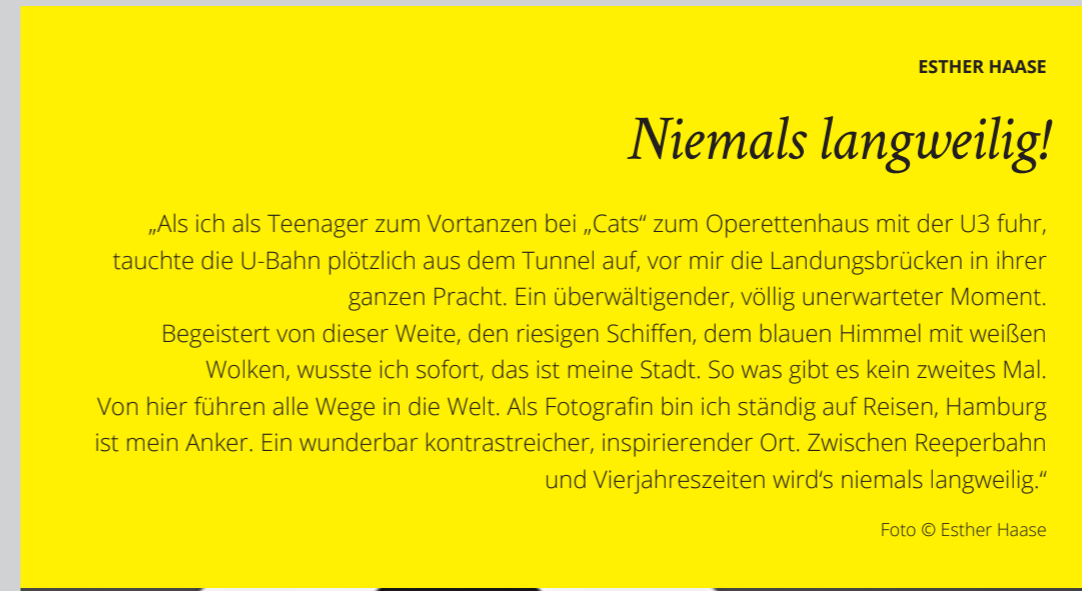 ESTHER HAASE
Niemals langweilig!
„Als ich als Teenager zum Vortanzen bei „Cats“ zum Operettenhaus mit der U3 fuhr,
tauchte die U-Bahn plötzlich aus dem Tunnel auf, vor mir die Landungsbrücken in ihrer
ganzen Pracht. Ein überwältigender, völlig unerwarteter Moment.
Begeistert von dieser Weite, den riesigen Schiffen, dem blauen Himmel mit weißen
Wolken, wusste ich sofort, das ist meine Stadt. So was gibt es kein zweites Mal.
Von hier führen alle Wege in die Welt. Als Fotografin bin ich ständig auf Reisen, Hamburg
ist mein Anker. Ein wunderbar kontrastreicher, inspirierender Ort. Zwischen Reeperbahn
und Vierjahreszeiten wird‘s niemals langweilig.“
Foto © Esther Haase